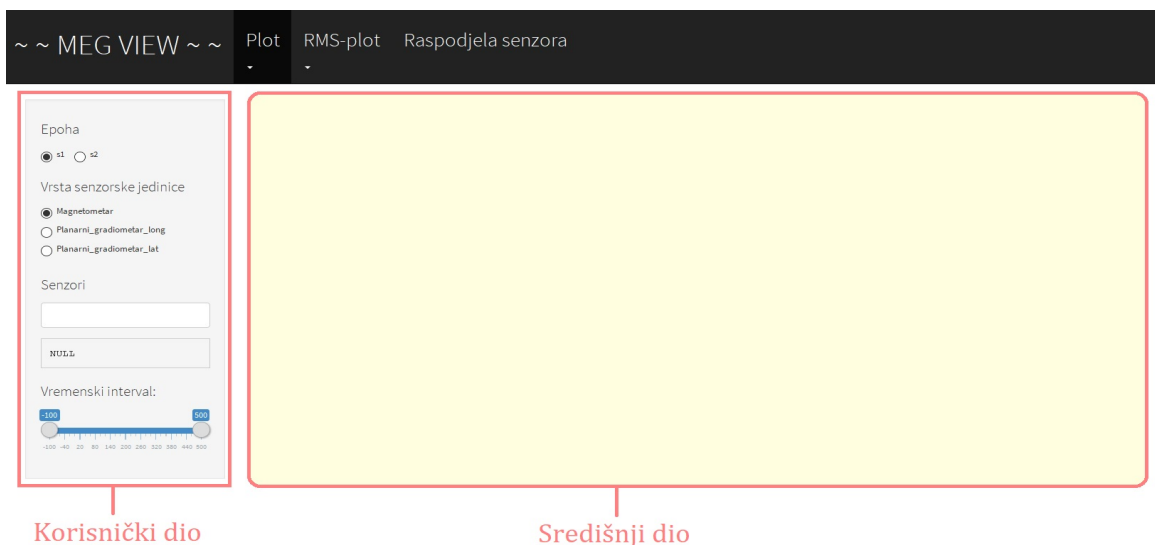 ~ ~ MEG VIEW ~ ~ Plot RMS-plot Raspodjela senzora
Epoha
s1 s2
Vrsta senzorske jedinice
Magnetometar
Planarni_gradiometar_long
Planarni_gradiometar_lat
Senzori
NULL
Vremenski interval:
-100 500
-100 -40 20 80 140 200 260 320 380 440 500
Korisnički dio Središnji dio